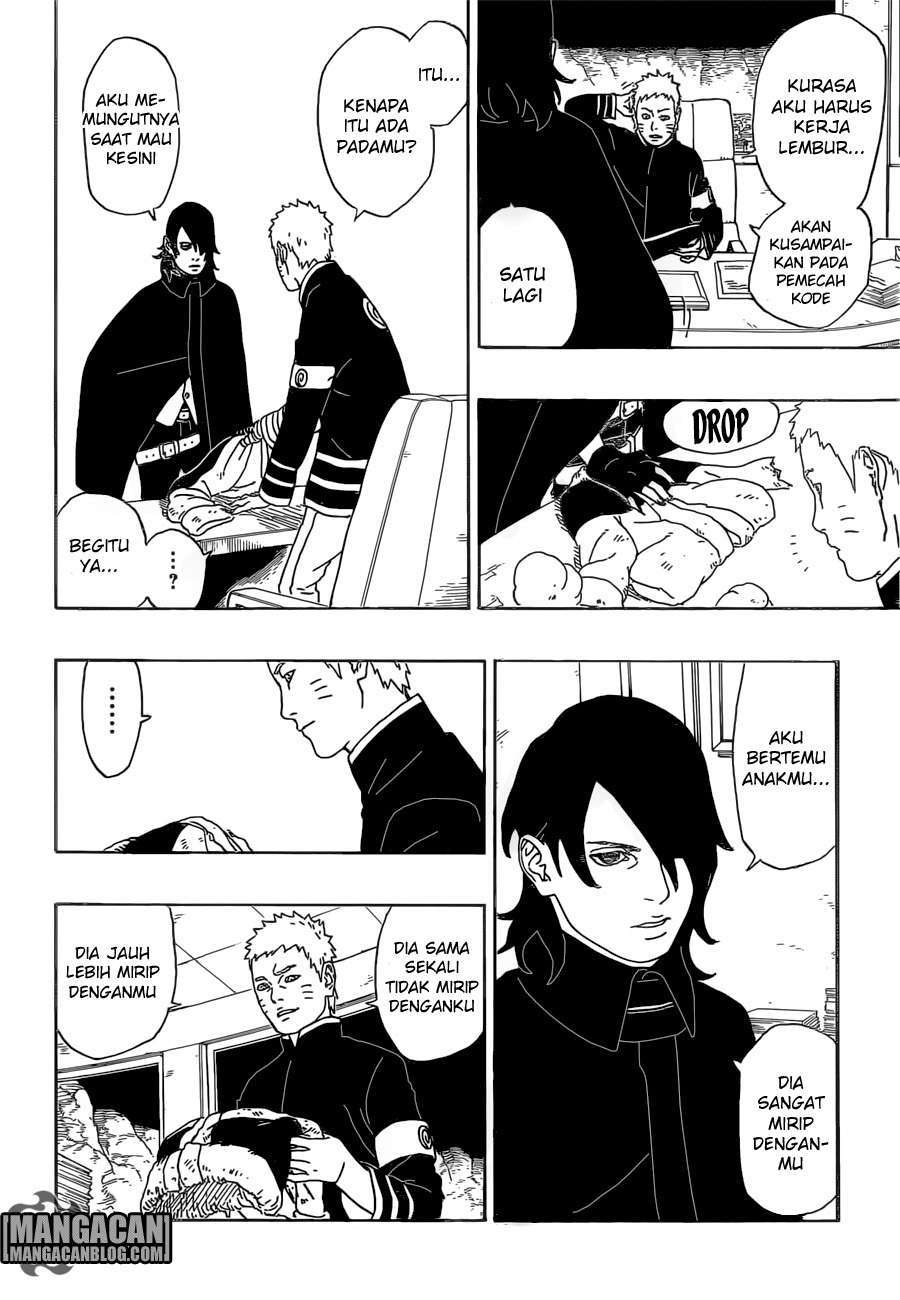 KURASA
AKU HARUS
KERJA
LEMBUR...
AKAN
KUSAMPAI-
KAN PADA
PEMECAH
KODE
SATU
LAGI
DROP
ITU...
KENAPA
ITU ADA
PADAMU?
AKU ME-
MUNGUTNYA
SAAT MAU
KESINI
...?
BEGITU
YA...
AKU
BERTEMU
ANAKMU...
DIA
SANGAT
MIRIP
DENGAN-
MU
......
DIA SAMA
SEKALI
TIDAK MIRIP
DENGANKU
DIA JAUH
LEBIH MIRIP
DENGANMU
MANGACAN
MANGACANBLOG.COM